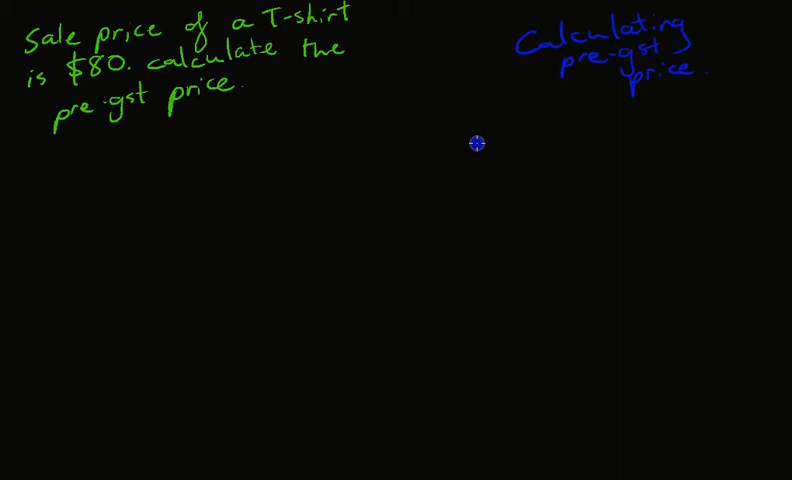 Sale price of a T-shirt
is $80. calculate the
pre-gst price.
Calculating
pre-gst
price.